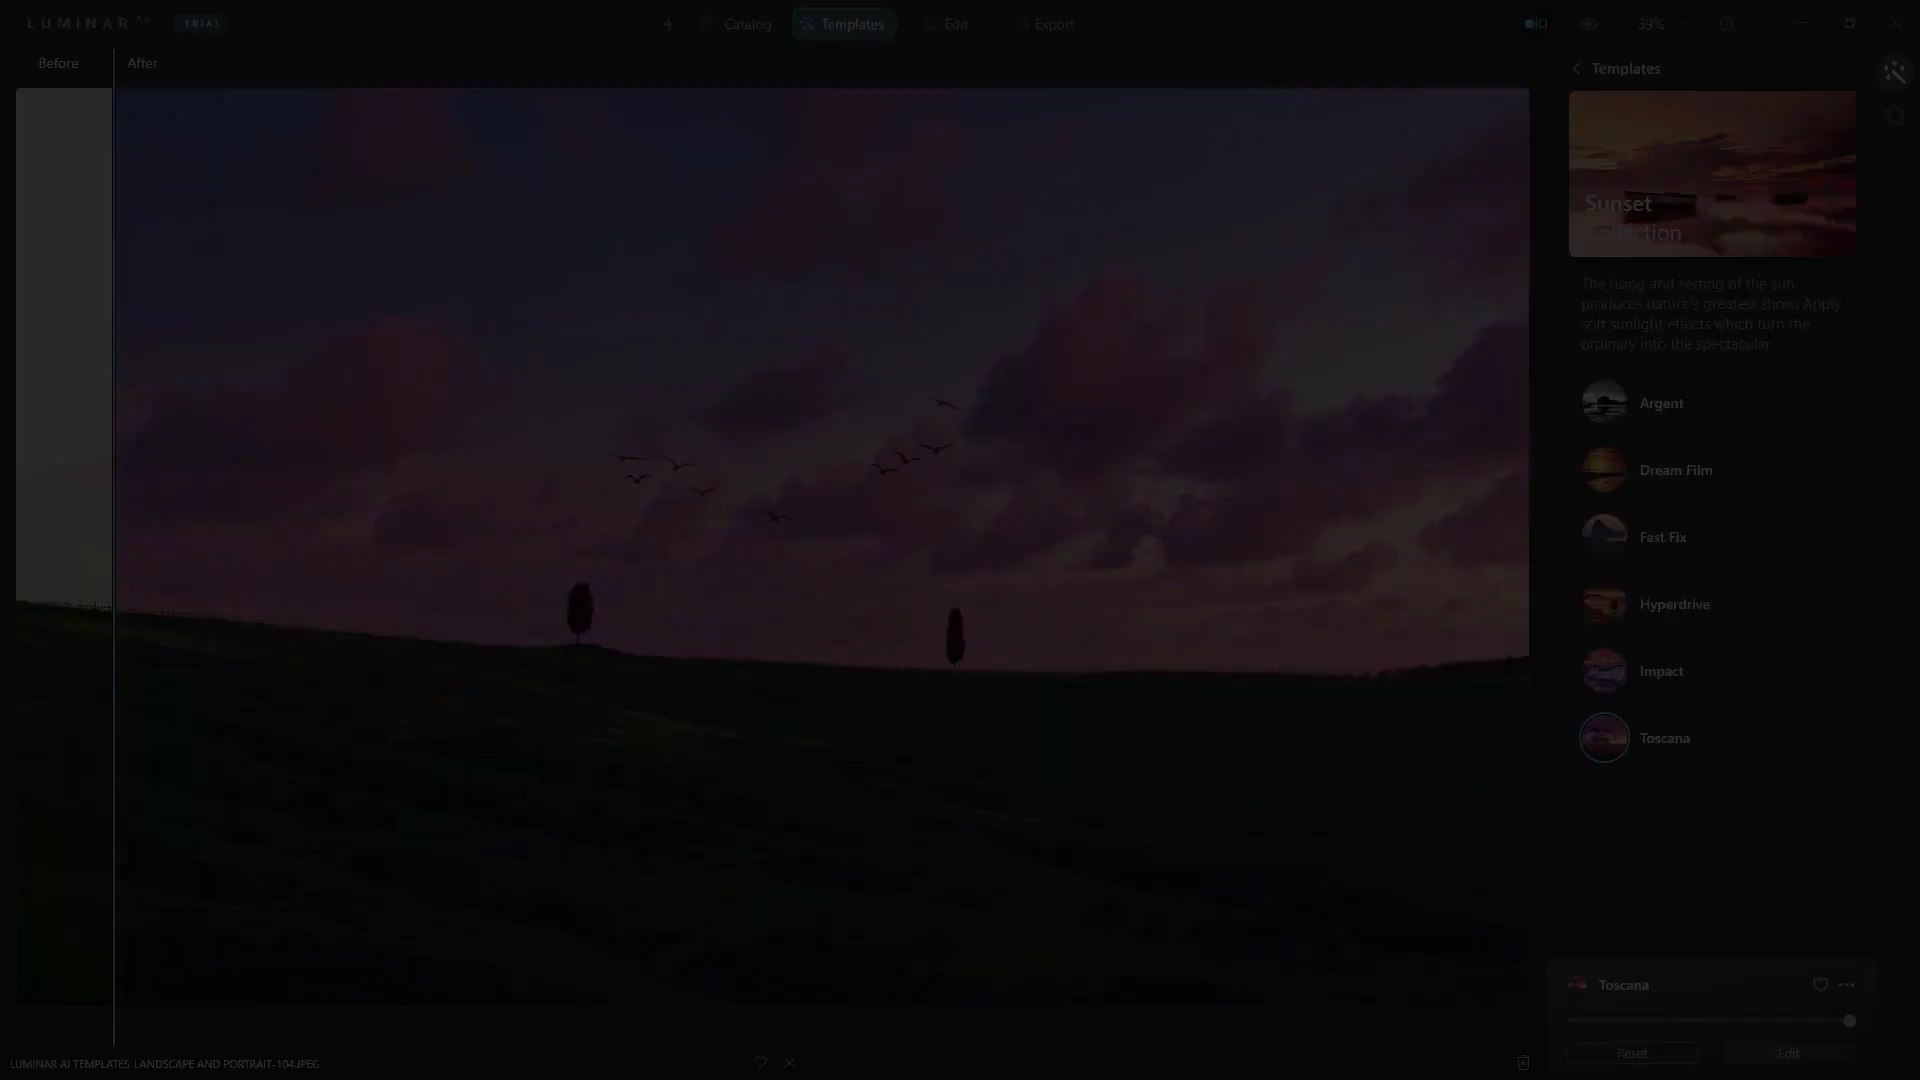 LUMINAR AI TRIAL
Catalog Templates Edit Export
39%
Before After
Templates
Sunset
Collection
The rising and setting of the sun
produces nature's greatest show. Apply
soft sunlight effects which turn the
ordinary into the spectacular
Argent
Dream Film
Fast Fix
Hyperdrive
Impact
Toscana
Toscana
Reset Edit
LUMINAR AI TEMPLATES LANDSCAPE AND PORTRAIT-104.JPEG